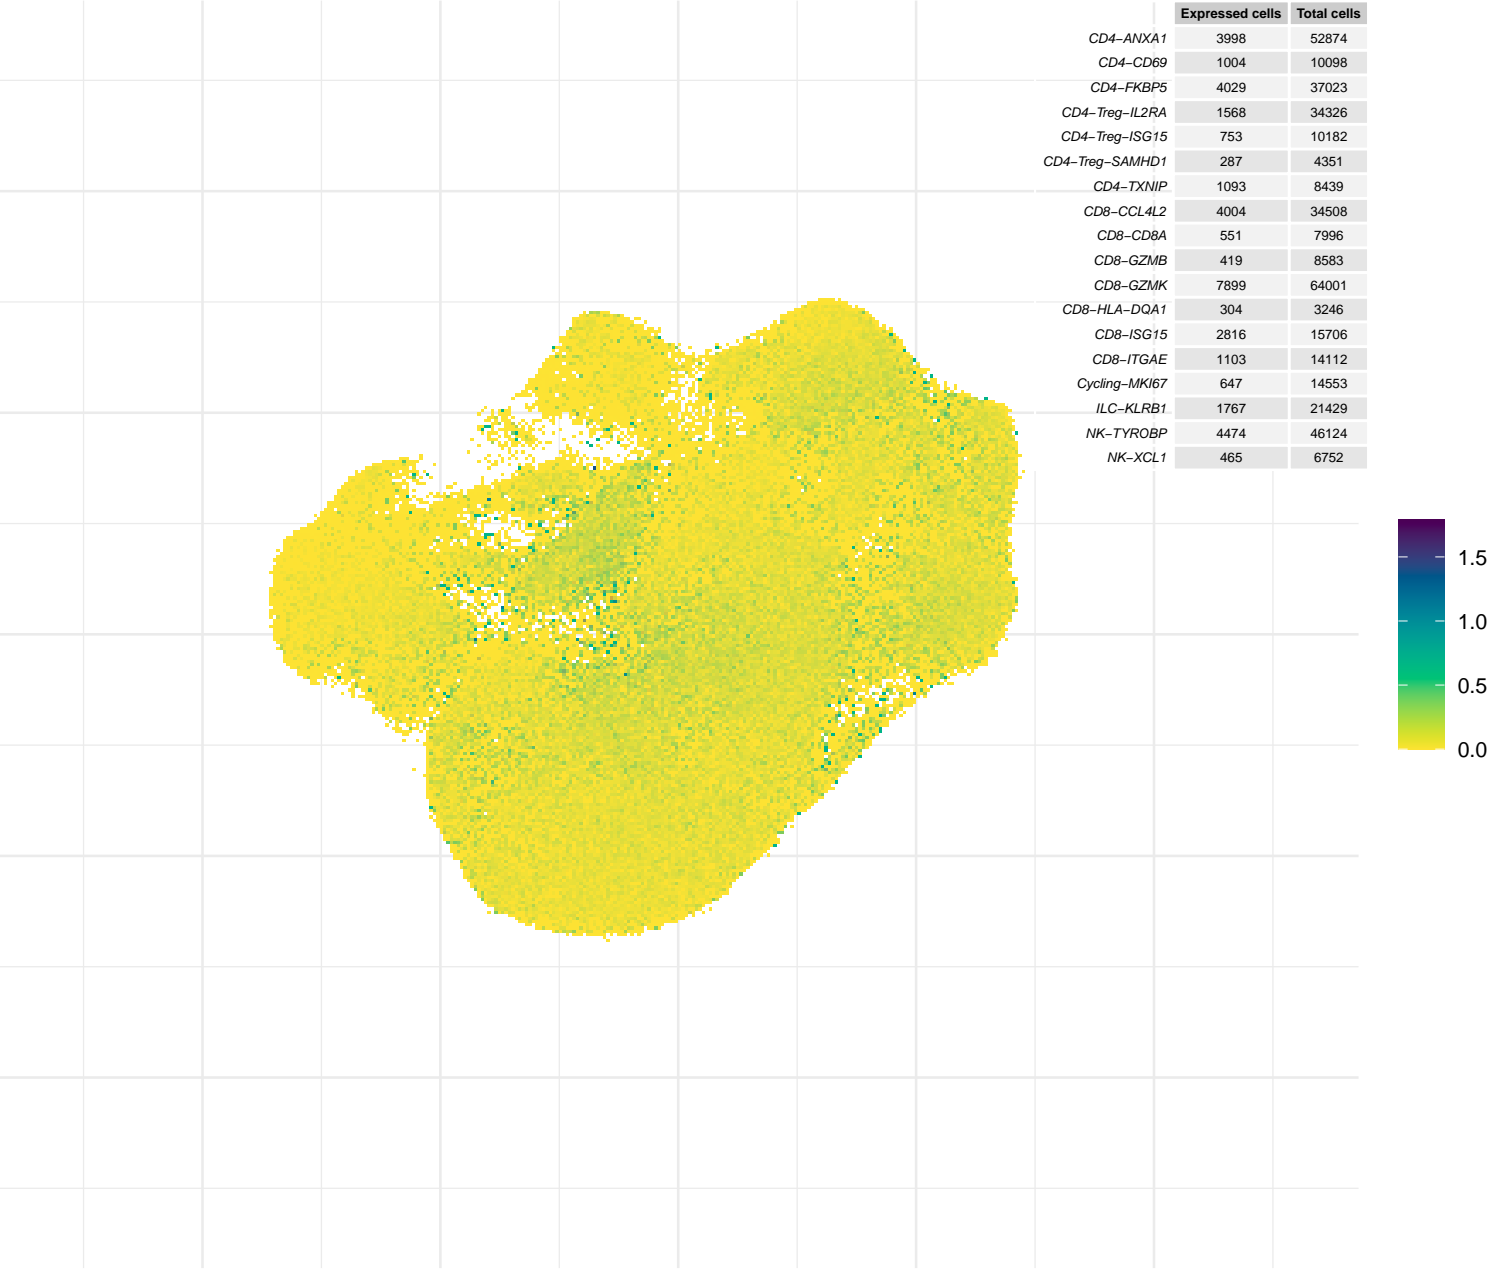 Expressed cells Total cells
CD4−ANXA1 3998 52874
CD4−CD69 1004 10098
CD4−FKBP5 4029 37023
CD4−Treg−IL2RA 1568 34326
CD4−Treg−ISG15 753 10182
CD4−Treg−SAMHD1 287 4351
CD4−TXNIP 1093 8439
CD8−CCL4L2 4004 34508
CD8−CD8A 551 7996
CD8−GZMB 419 8583
CD8−GZMK 7899 64001
CD8−HLA−DQA1 304 3246
CD8−ISG15 2816 15706
CD8−ITGAE 1103 14112
Cycling−MKI67 647 14553
ILC−KLRB1 1767 21429
NK−TYROBP 4474 46124
NK−XCL1 465 6752
1.5
1.0
0.5
0.0